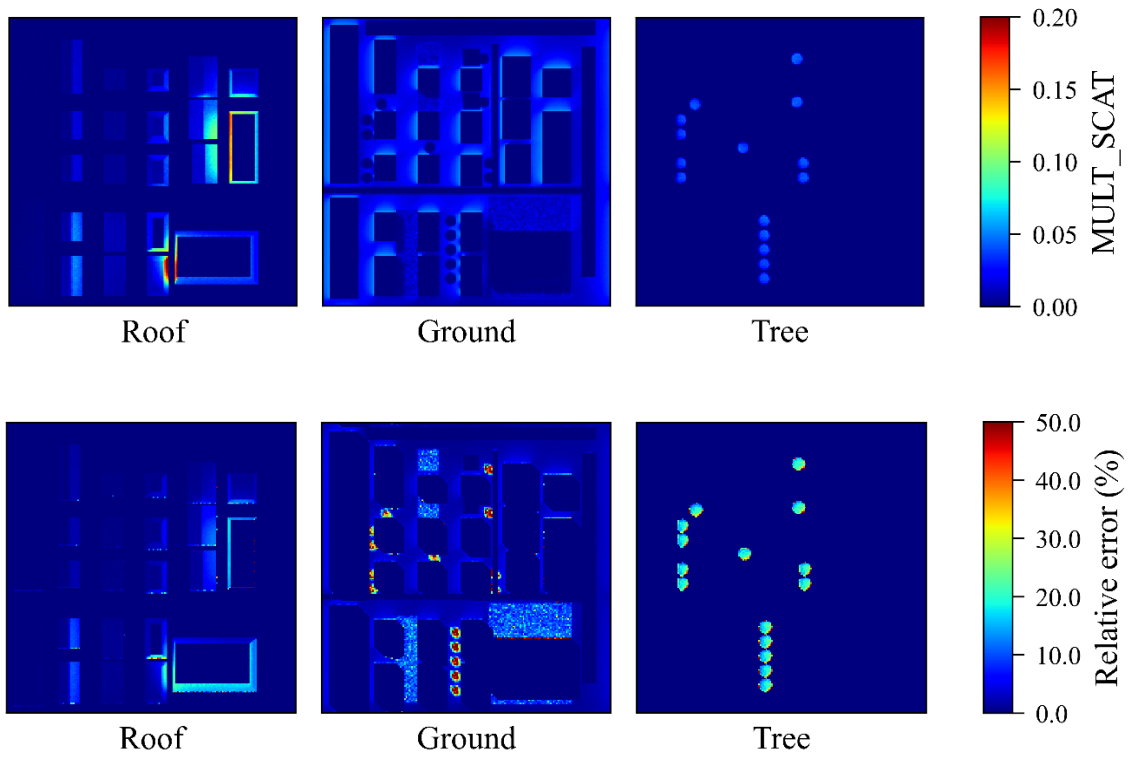 0.20
0.15
0.10
0.05
0.00
MULT_SCAT
Roof
Ground
Tree
50.0
40.0
30.0
20.0
10.0
0.0
Relative error (%)
Roof
Ground
Tree